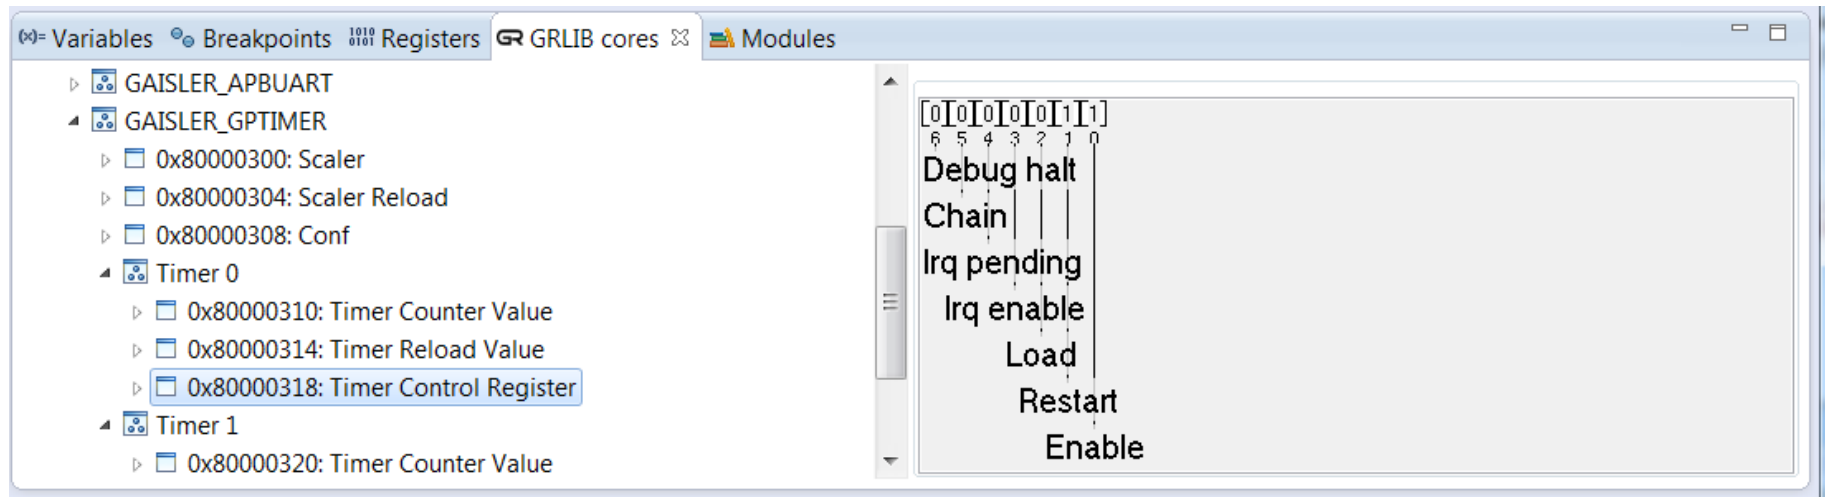 (x)= Variables Breakpoints 1010 0101 Registers GR GRLIB cores Modules
GAISLER_APBUART
GAISLER_GPTIMER
0x80000300: Scaler
0x80000304: Scaler Reload
0x80000308: Conf
Timer 0
0x80000310: Timer Counter Value
0x80000314: Timer Reload Value
0x80000318: Timer Control Register
Timer 1
0x80000320: Timer Counter Value
[0][0][0][0][0][1][1]
6 5 4 3 2 1 0
Debug halt
Chain
Irq pending
Irq enable
Load
Restart
Enable